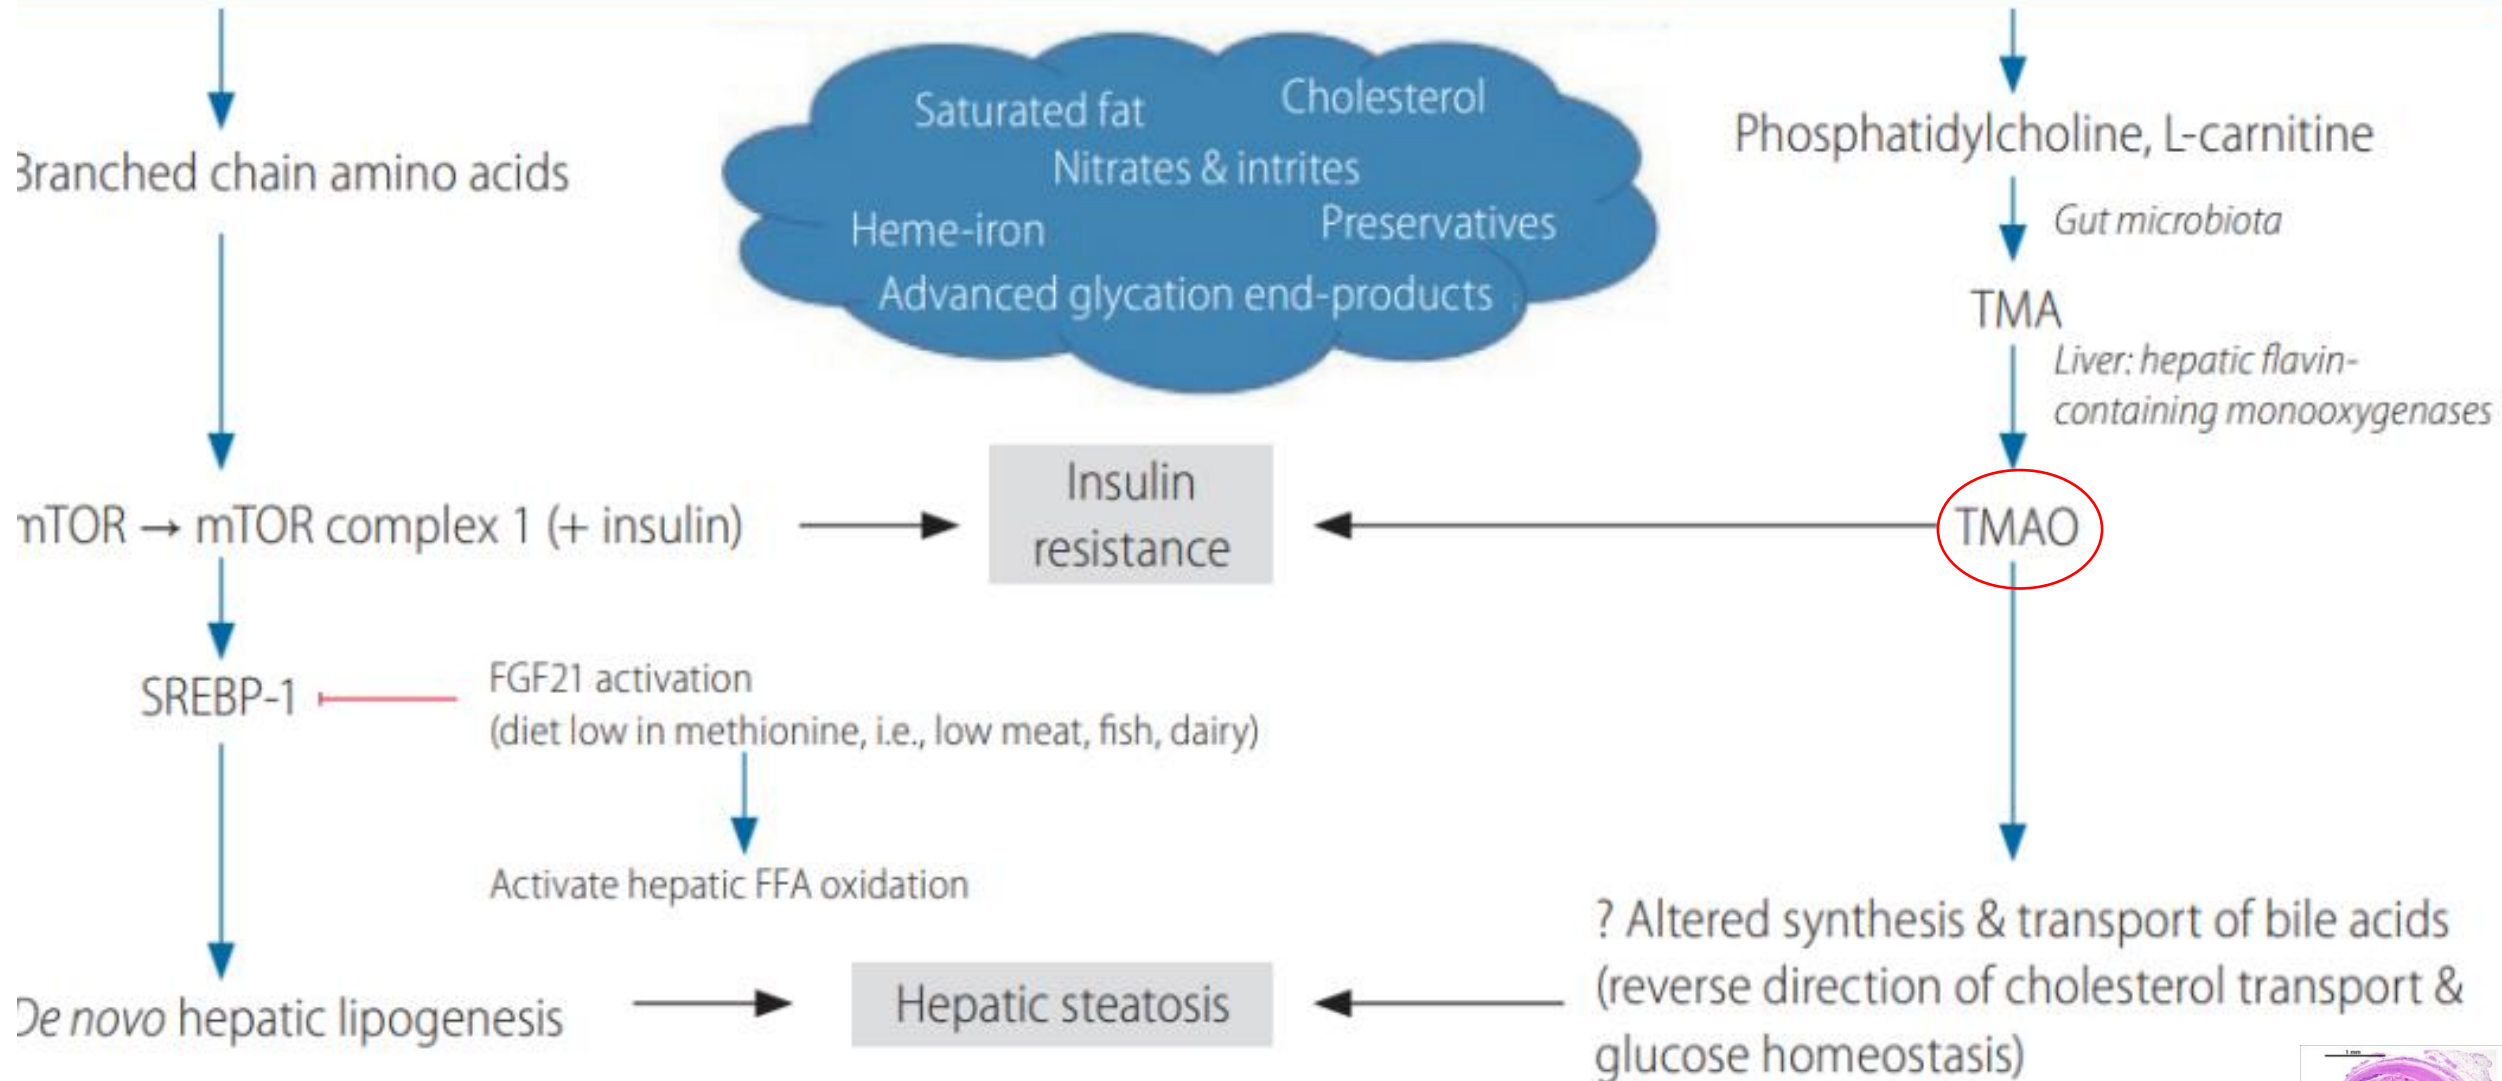 Branched chain amino acids
Saturated fat
Cholesterol
Nitrates & intrites
Heme-iron
Preservatives
Advanced glycation end-products
Phosphatidylcholine, L-carnitine
Gut microbiota
TMA
Liver: hepatic flavin-
containing monooxygenases
mTOR → mTOR complex 1 (+ insulin)
Insulin
resistance
TMAO
SREBP-1
FGF21 activation
(diet low in methionine, i.e., low meat, fish, dairy)
Activate hepatic FFA oxidation
De novo hepatic lipogenesis
Hepatic steatosis
? Altered synthesis & transport of bile acids
(reverse direction of cholesterol transport &
glucose homeostasis)
1 mm